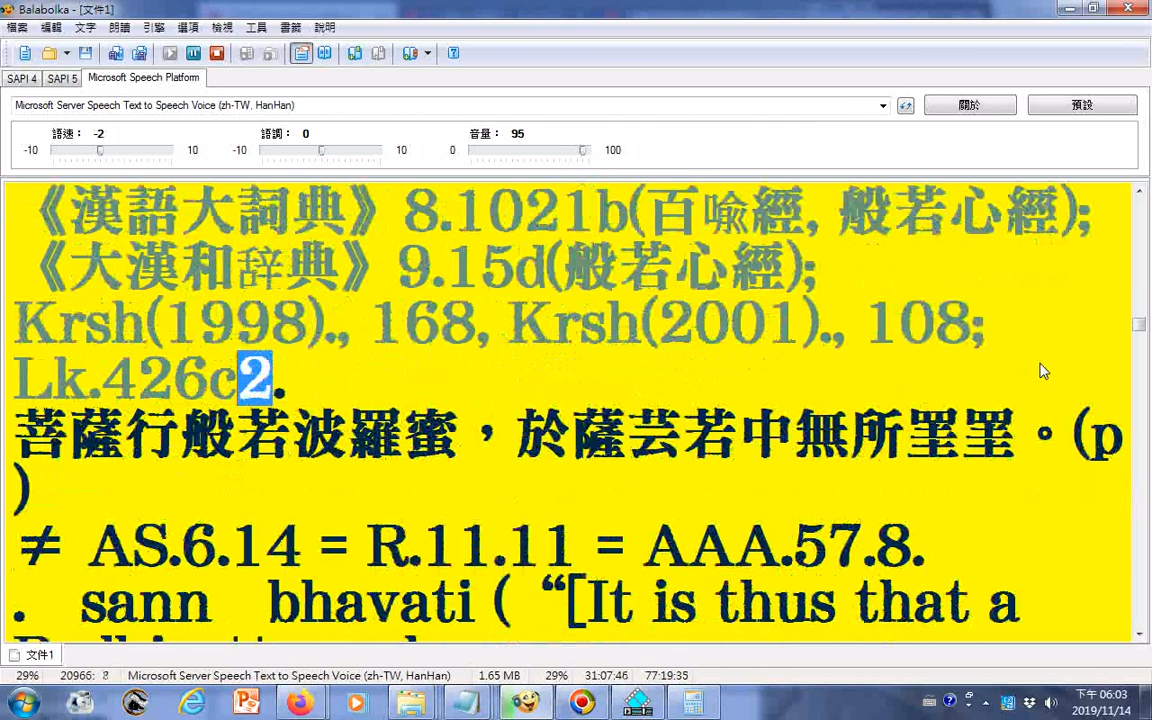 Balabolka - [文件1]
檔案 編輯 文字 朗讀 引擎 選項 檢視 工具 書籤 說明
SAPI 4 SAPI 5 Microsoft Speech Platform
Microsoft Server Speech Text to Speech Voice (zh-TW, HanHan) 關於 預設
語速： -2 語調： 0 音量： 95
-10 10 -10 10 0 100
《漢語大詞典》 8.1021b(百喻經, 般若心經);
《大漢和辞典》 9.15d(般若心經);
Krsh(1998)., 168, Krsh(2001)., 108;
Lk.426c2.
菩薩行般若波羅蜜，於薩芸若中無所罣罣。(p
)
≠ AS.6.14 = R.11.11 = AAA.57.8.
. sann bhavati ( “[It is thus that a
文件1
29% 20966: 8 Microsoft Server Speech Text to Speech Voice (zh-TW, HanHan) 1.65 MB 29% 31:07:46 77:19:35
下午 06:03
2019/11/14